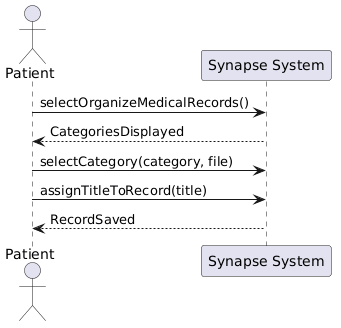 Patient
Synapse System
selectOrganizeMedicalRecords()
CategoriesDisplayed
selectCategory(category, file)
assignTitleToRecord(title)
RecordSaved
Patient
Synapse System